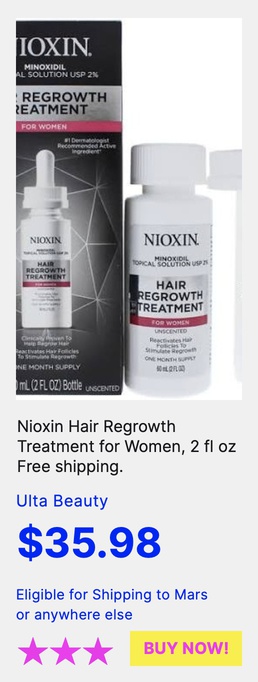 NIOXIN.
MINOXIDIL
AL SOLUTION USP 2%
REGROWTH
REATMENT
FOR WOMEN
#1 Dermatologist
Recommended Active
Ingredient*
NIOXIN.
HAIR
REGROWTH
TREATMENT
Clinically Proven To
Help Regrow Hair
Reactivates Hair Follicles
To Stimulate Regrowth
ONE MONTH SUPPLY
0 mL (2 FL OZ) Bottle UNSCENTED
NIOXIN.
MINOXIDIL
TOPICAL SOLUTION USP 2%
HAIR
REGROWTH
TREATMENT
FOR WOMEN
UNSCENTED
Reactivates Hair
Follicles To
Stimulate Regrowth
ONE MONTH SUPPLY
60 mL (2 FL OZ)
Nioxin Hair Regrowth
Treatment for Women, 2 fl oz
Free shipping.
Ulta Beauty
$35.98
Eligible for Shipping to Mars
or anywhere else
BUY NOW!